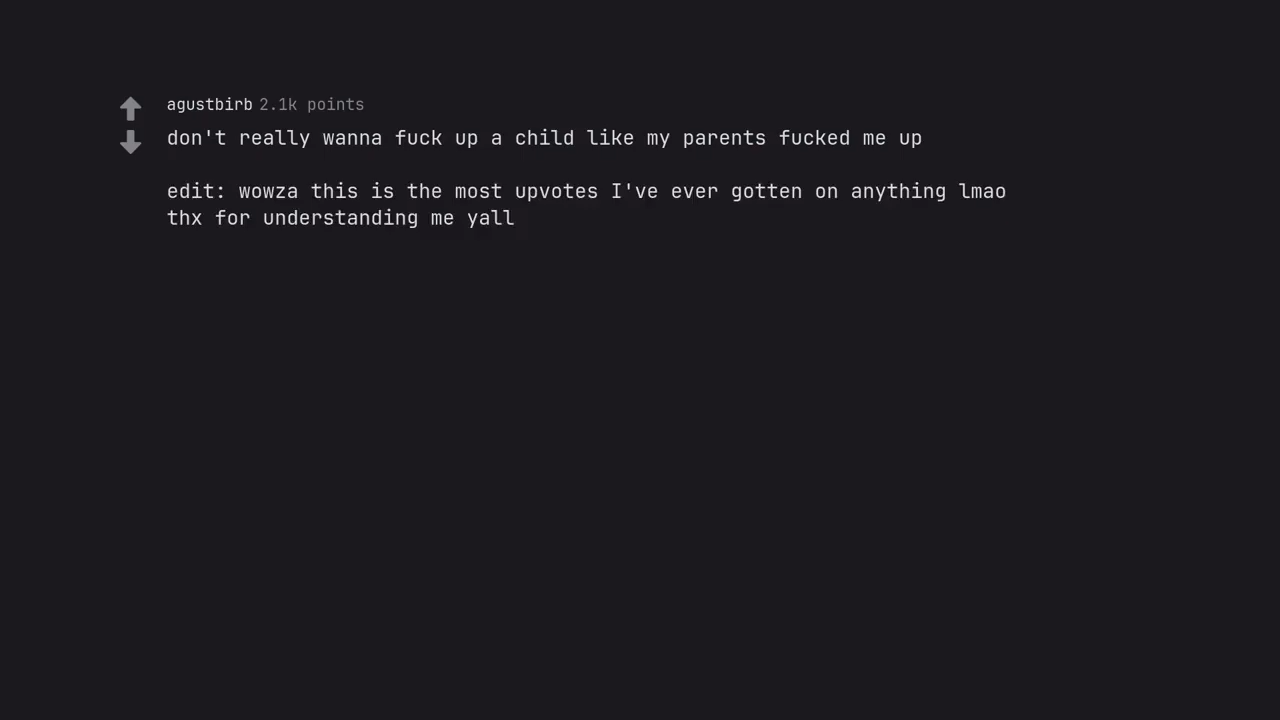 agustbirb 2.1k points
don't really wanna fuck up a child like my parents fucked me up
edit: wowza this is the most upvotes I've ever gotten on anything lmao
thx for understanding me yall